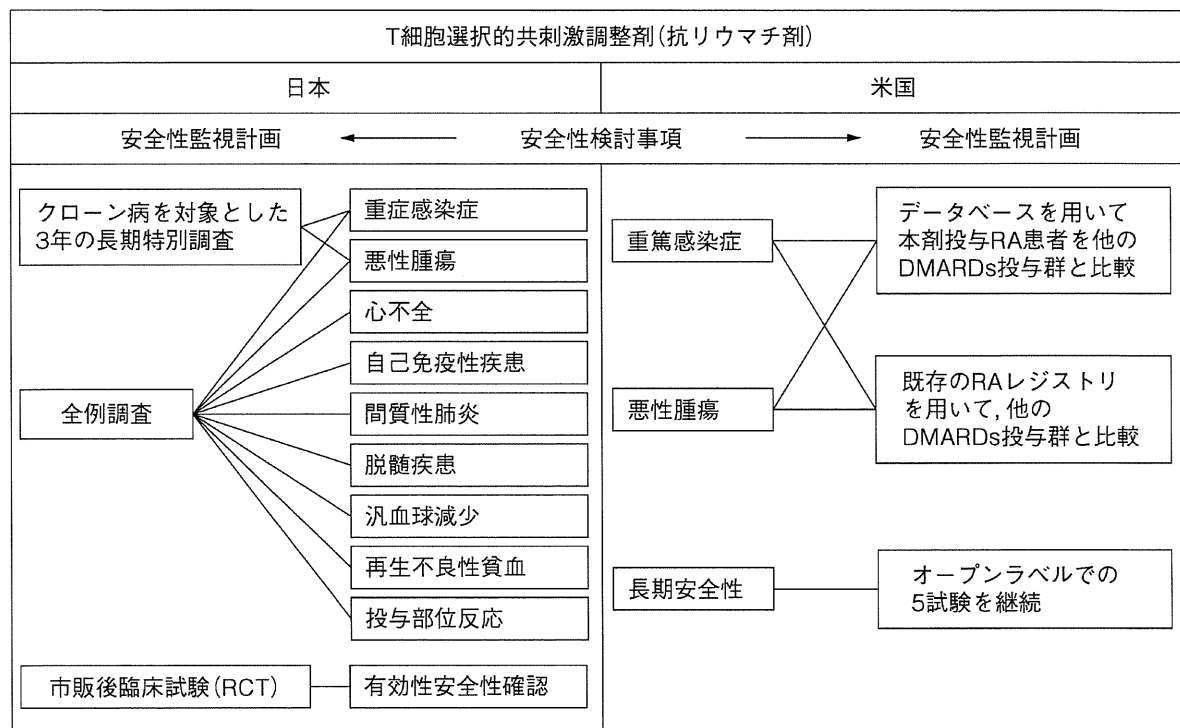 T細胞選択的共刺激調整剤(抗リウマチ剤)
日本
米国
安全性監視計画
安全性検討事項
安全性監視計画
クローン病を対象とした
3年の長期特別調査
全例調査
市販後臨床試験(RCT)
重症感染症
悪性腫瘍
心不全
自己免疫性疾患
間質性肺炎
脱髄疾患
汎血球減少
再生不良性貧血
投与部位反応
有効性安全性確認
重篤感染症
悪性腫瘍
長期安全性
データベースを用いて
本剤投与RA患者を他の
DMARDs投与群と比較
既存のRAレジストリ
を用いて,他の
DMARDs投与群と比較
オープンラベルでの
5試験を継続